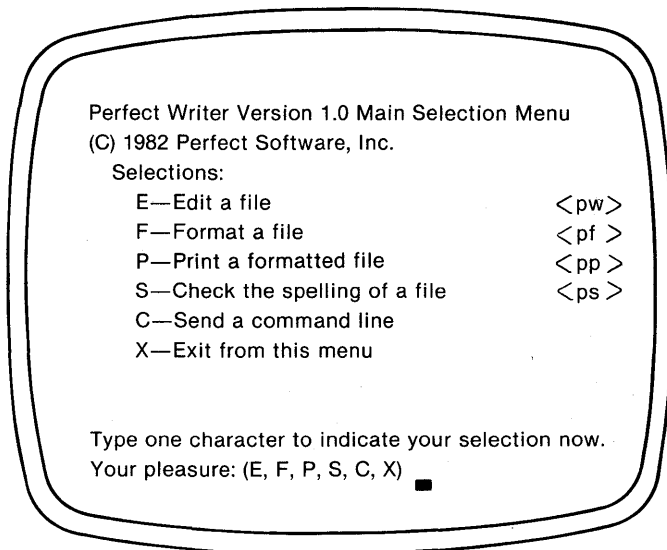 Perfect Writer Version 1.0 Main Selection Menu
(C) 1982 Perfect Software, Inc.
Selections:
E—Edit a file <pw>
F—Format a file <pf >
P—Print a formatted file <pp >
S—Check the spelling of a file <ps >
C—Send a command line
X—Exit from this menu
Type one character to indicate your selection now.
Your pleasure: (E, F, P, S, C, X)